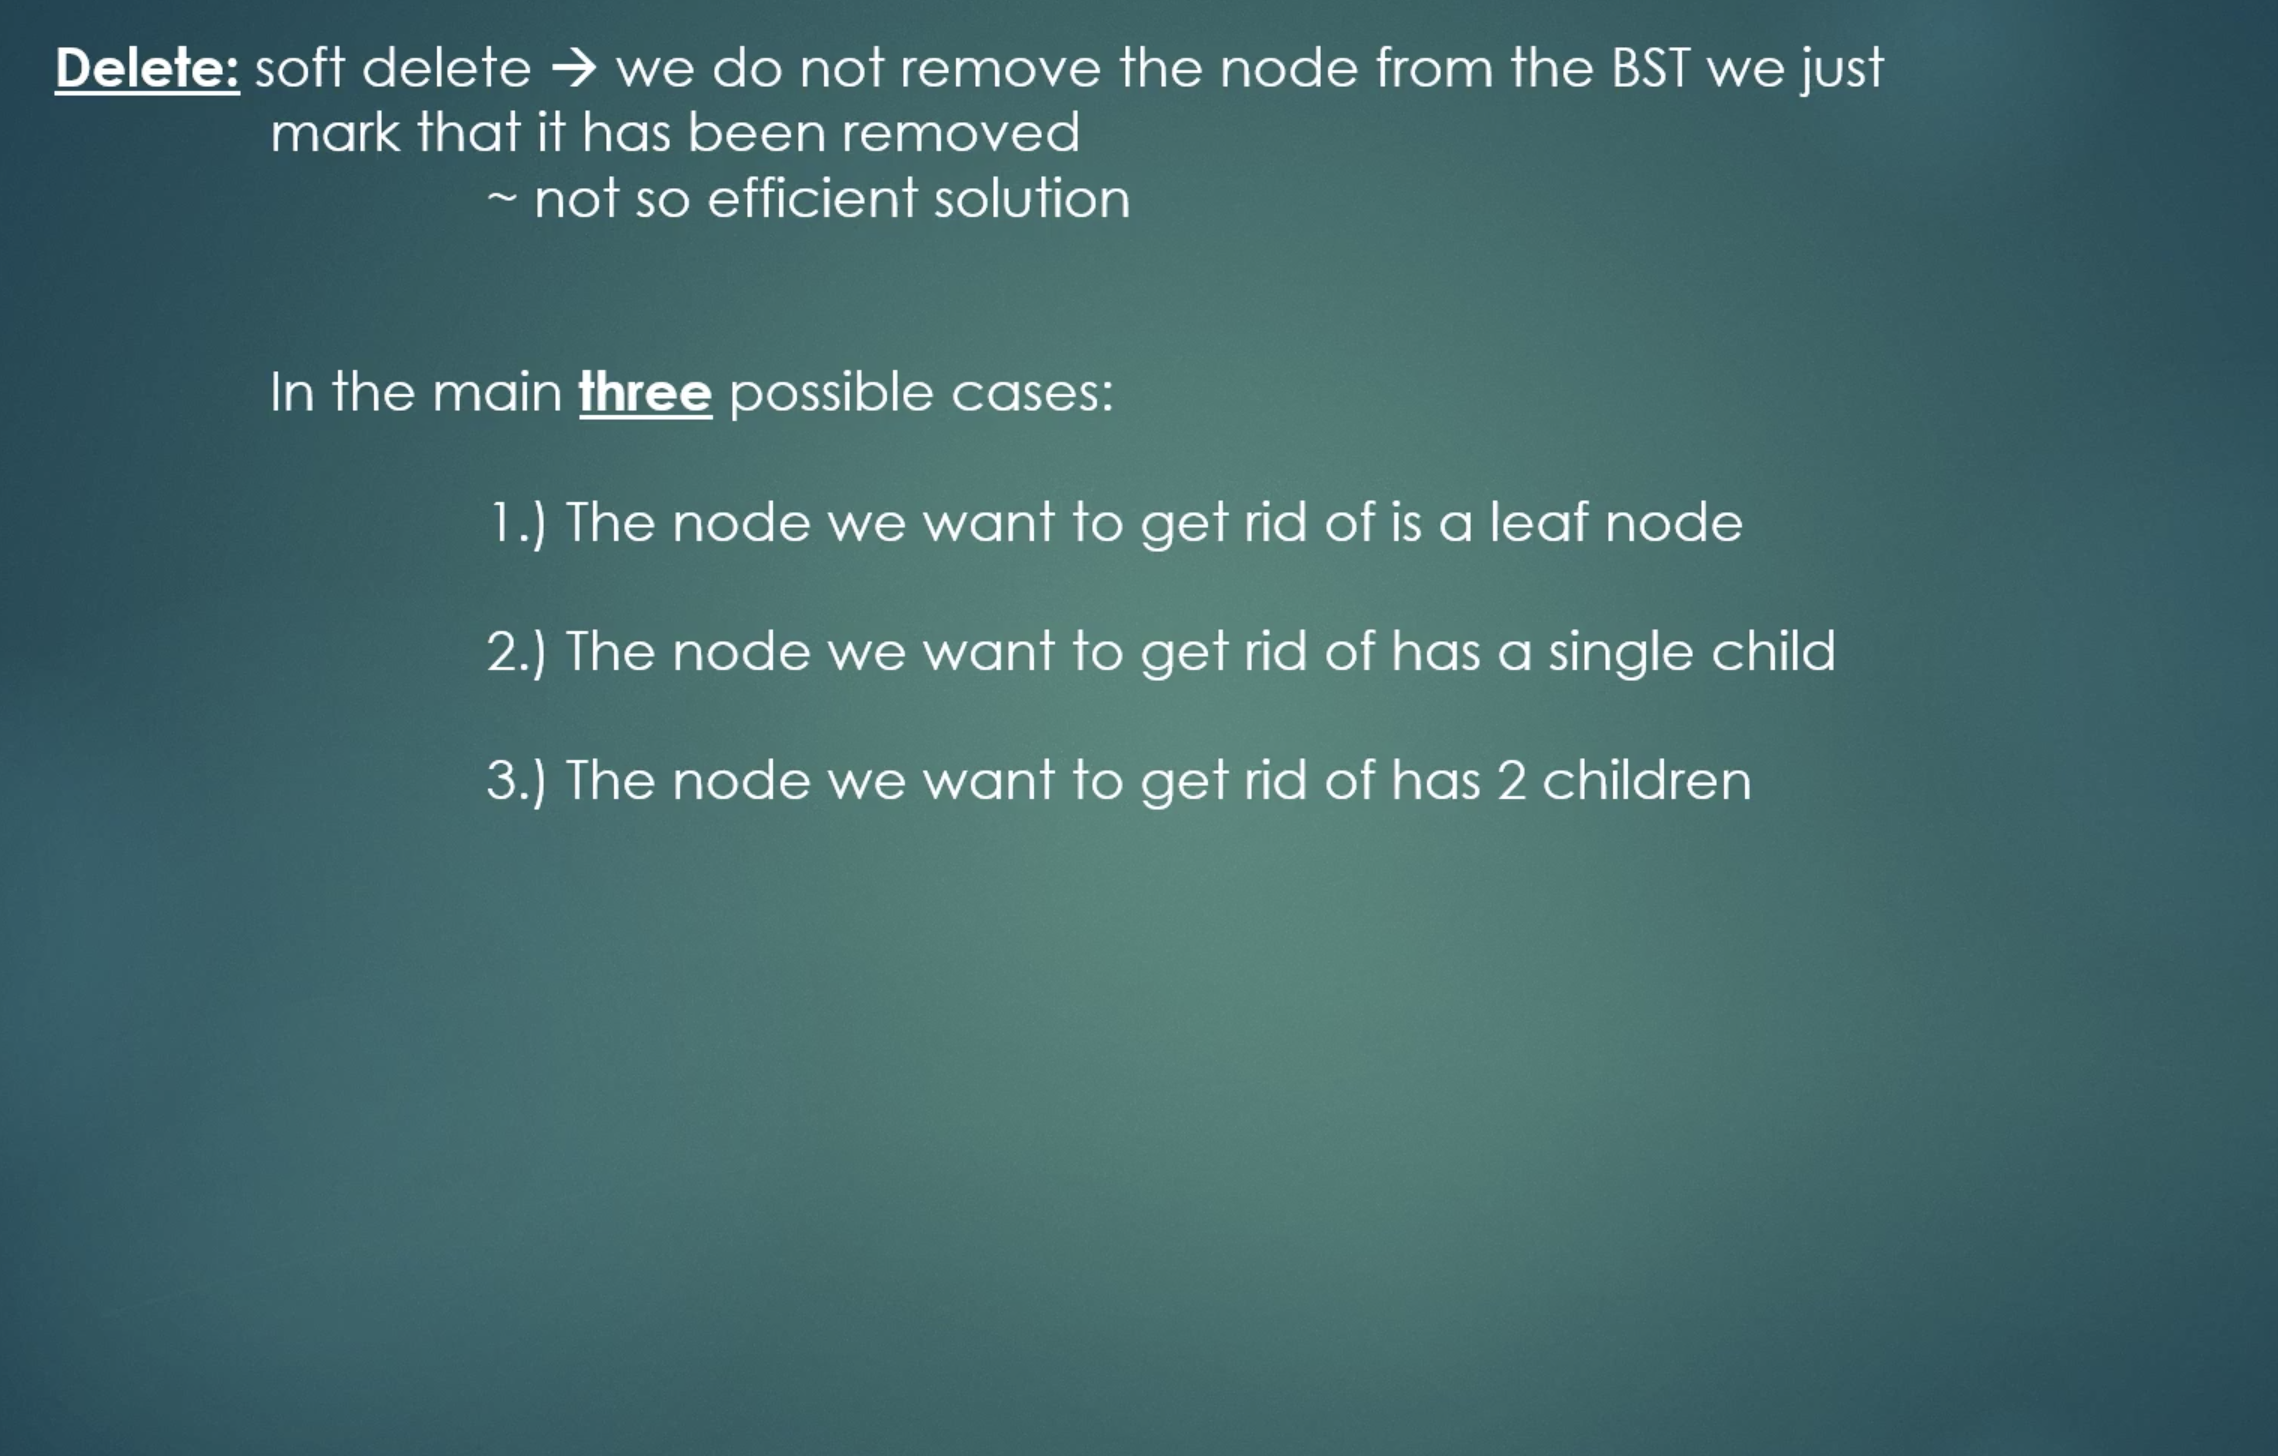 Delete: soft delete → we do not remove the node from the BST we just
mark that it has been removed
~ not so efficient solution
In the main three possible cases:
1.) The node we want to get rid of is a leaf node
2.) The node we want to get rid of has a single child
3.) The node we want to get rid of has 2 children